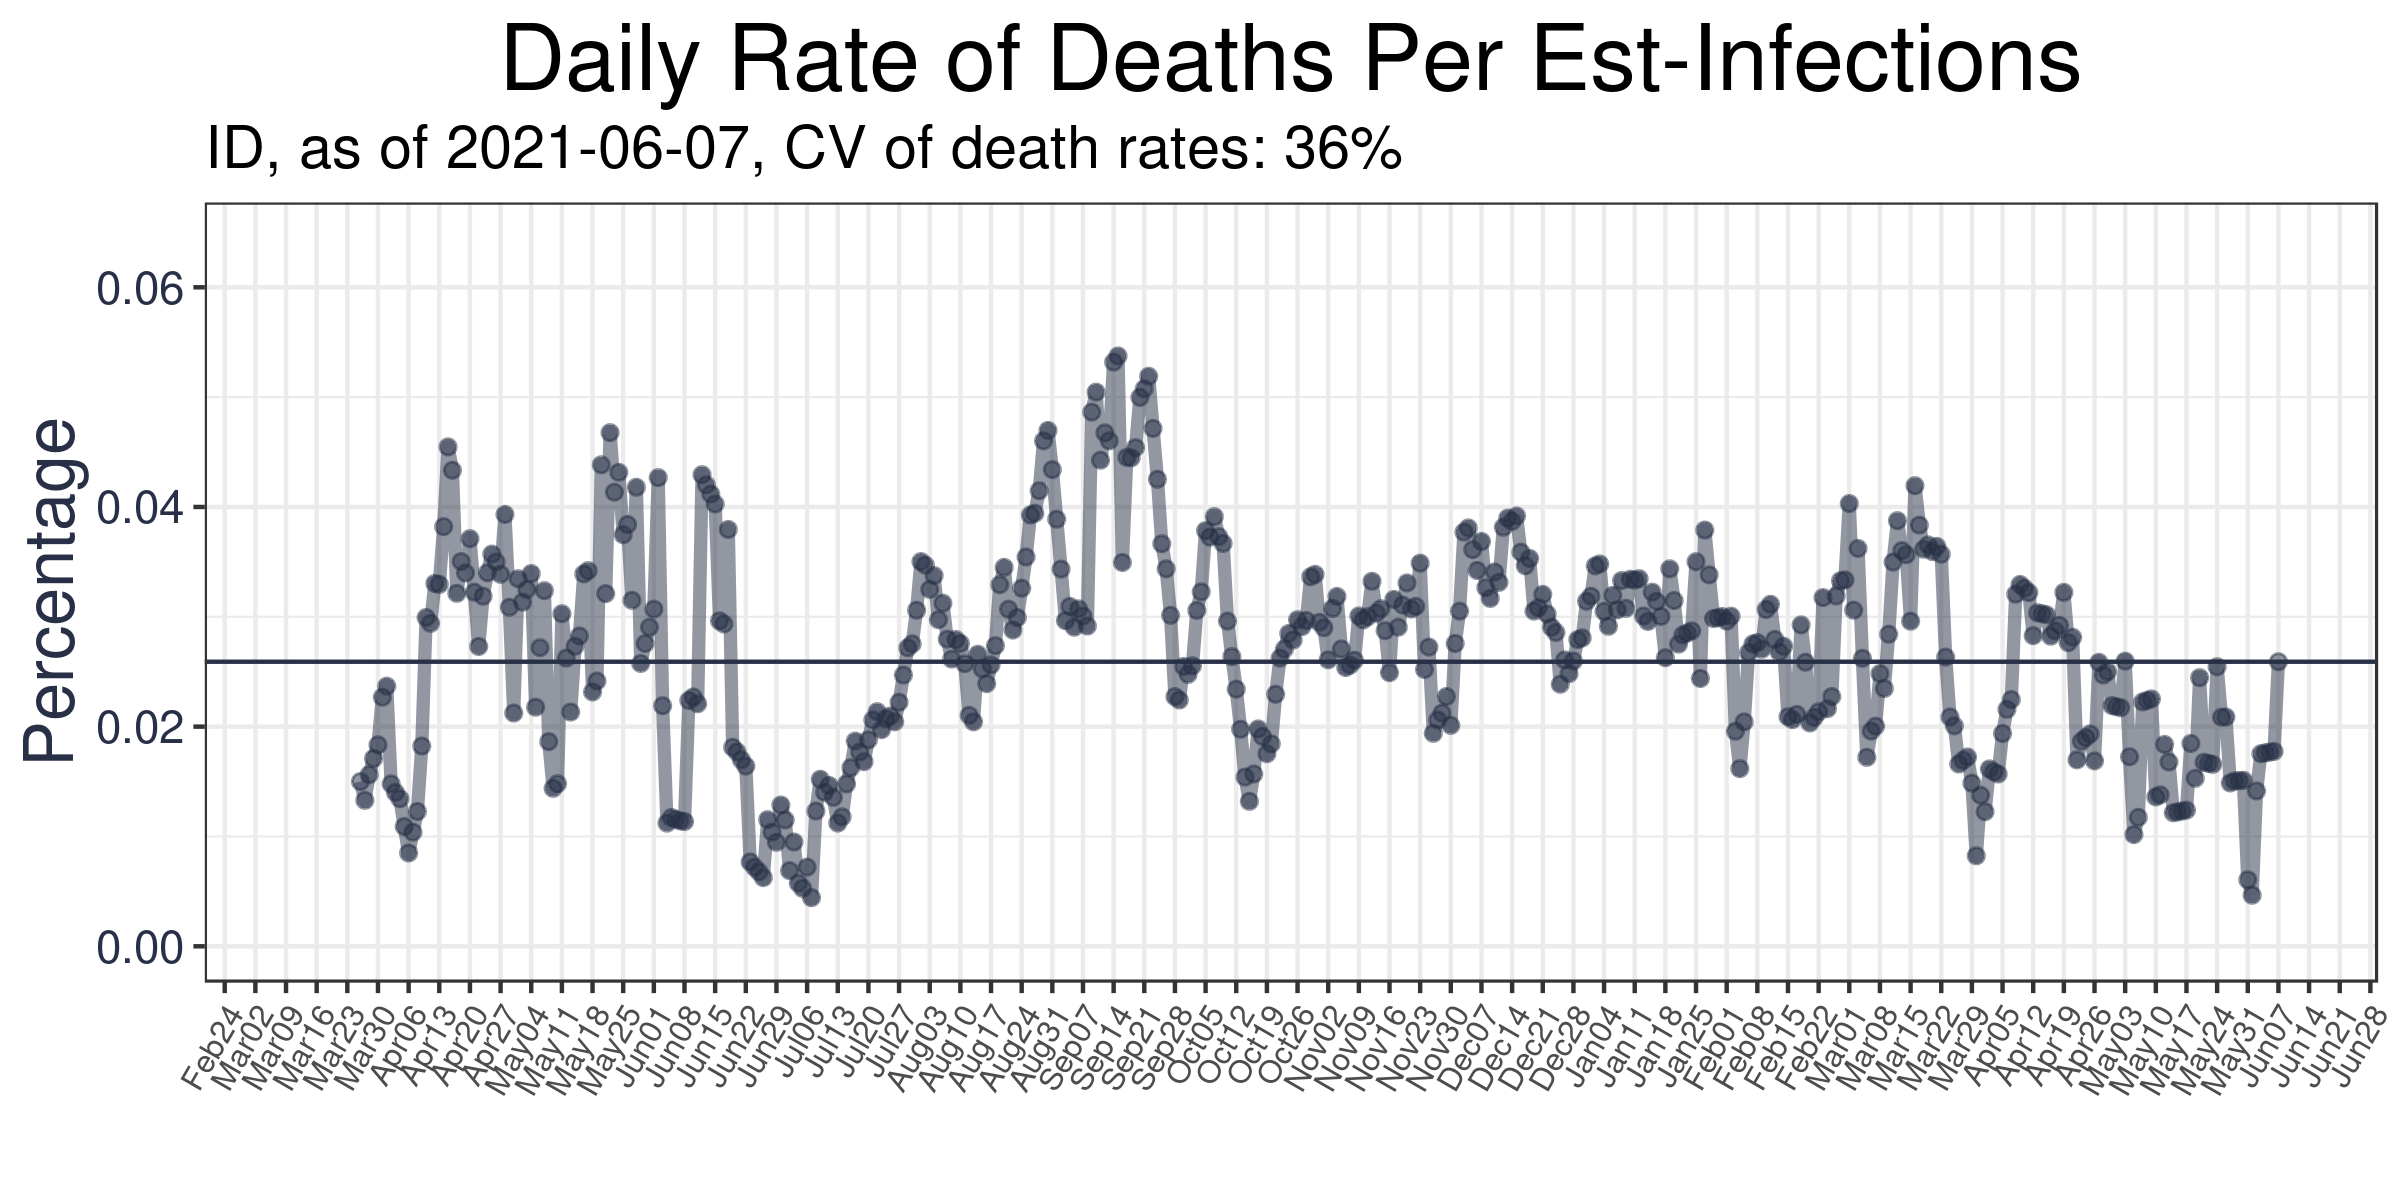 Daily Rate of Deaths Per Est-Infections
ID, as of 2021-06-07, CV of death rates: 36%
Percentage
0.06
0.04
0.02
0.00
Feb24
Mar02
Mar09
Mar16
Mar23
Mar30
Apr06
Apr13
Apr20
Apr27
May04
May11
May18
May25
Jun01
Jun08
Jun15
Jun22
Jun29
Jul06
Jul13
Jul20
Jul27
Aug03
Aug10
Aug17
Aug24
Aug31
Sep07
Sep14
Sep21
Sep28
Oct05
Oct12
Oct19
Oct26
Nov02
Nov09
Nov16
Nov23
Nov30
Dec07
Dec14
Dec21
Dec28
Jan04
Jan11
Jan18
Jan25
Feb01
Feb08
Feb15
Feb22
Mar01
Mar08
Mar15
Mar22
Mar29
Apr05
Apr12
Apr19
Apr26
May03
May10
May17
May24
May31
Jun07
Jun14
Jun21
Jun28